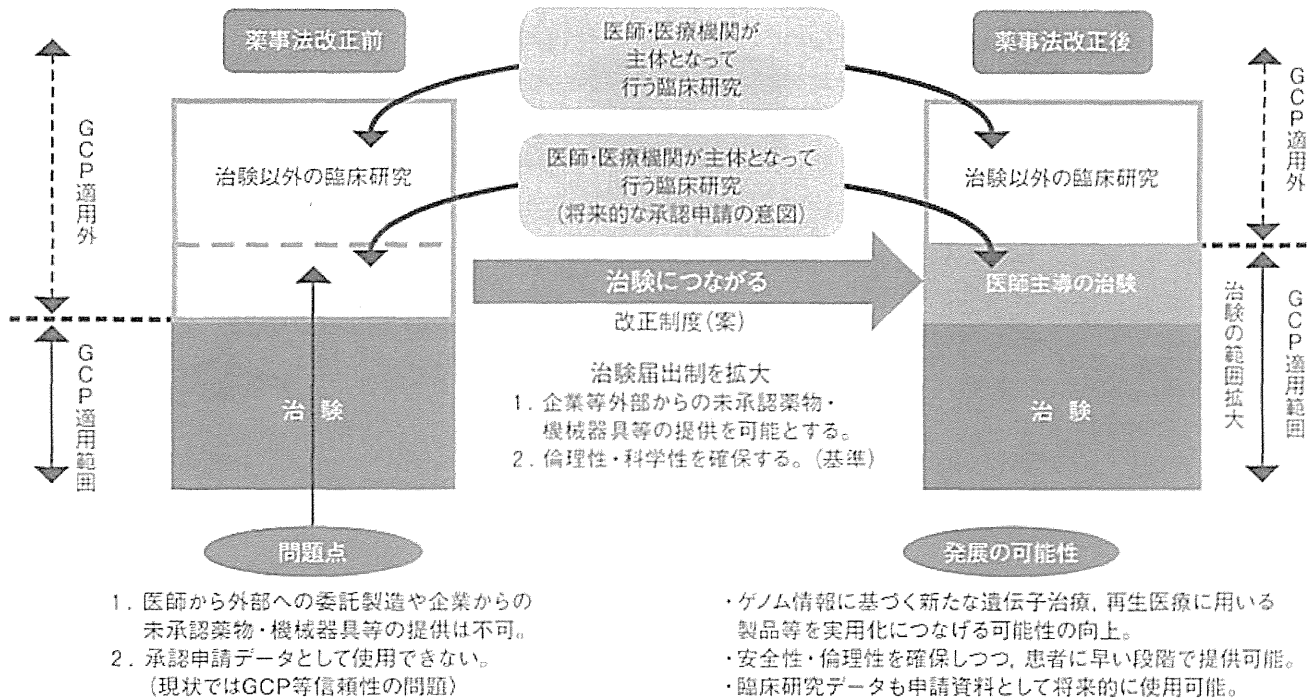 薬事法改正前
医師・医療機関が
主体となって
行う臨床研究
薬事法改正後
GCP適用外
治験以外の臨床研究
医師・医療機関が主体となって
行う臨床研究
(将来的な承認申請の意図)
治験以外の臨床研究
GCP適用外
治験につながる
改正制度(案)
医師主導の治験
GCP適用範囲
治験
治験届出制を拡大
1. 企業等外部からの未承認薬物・
機械器具等の提供を可能とする。
2. 倫理性・科学性を確保する。(基準)
治験
治験の範囲拡大
GCP適用範囲
問題点
1. 医師から外部への委託製造や企業からの
未承認薬物・機械器具等の提供は不可。
2. 承認申請データとして使用できない。
(現状ではGCP等信頼性の問題)
発展の可能性
・ゲノム情報に基づく新たな遺伝子治療, 再生医療に用いる
製品等を実用化につなげる可能性の向上。
・安全性・倫理性を確保しつつ, 患者に早い段階で提供可能。
・臨床研究データも申請資料として将来的に使用可能。